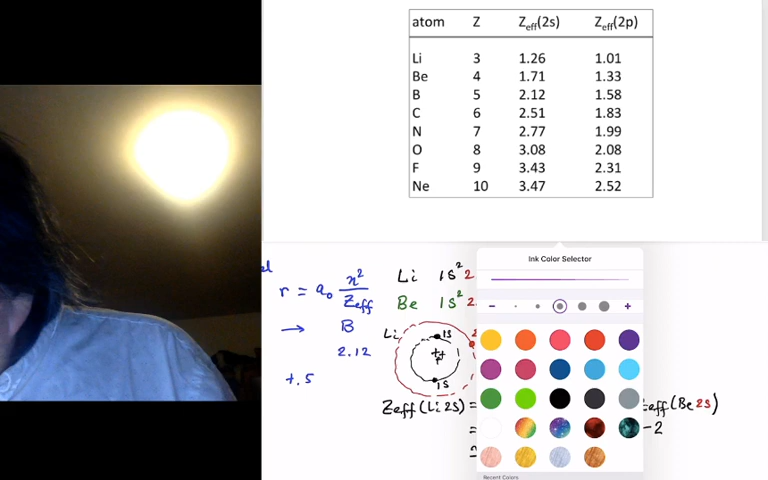 atom Z Zeff(2s) Zeff(2p)
Li 3 1.26 1.01
Be 4 1.71 1.33
B 5 2.12 1.58
C 6 2.51 1.83
N 7 2.77 1.99
O 8 3.08 2.08
F 9 3.43 2.31
Ne 10 3.47 2.52
Ink Color Selector
r = a₀ n²/Zeff
Li 1s² 2
Be 1s² 2
→ B
2.12
+.5
Li
1s
++
+
1s
Zeff(Li 2s) =
=
eff(Be 2s)
-2
Recent Colors